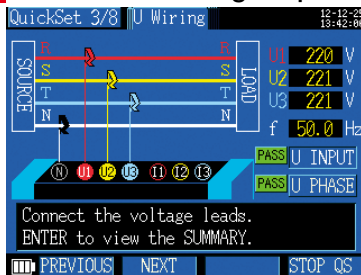 QuickSet 3/8 U Wiring 12-12-25
13:42:06
R R U1 220 V
S S U2 221 V
T T U3 221 V
N N f 50.0 Hz
SOURCE LOAD
N U1 U2 U3 I1 I2 I3
PASS U INPUT
PASS U PHASE
Connect the voltage leads.
ENTER to view the SUMMARY.
PREVIOUS NEXT STOP QS